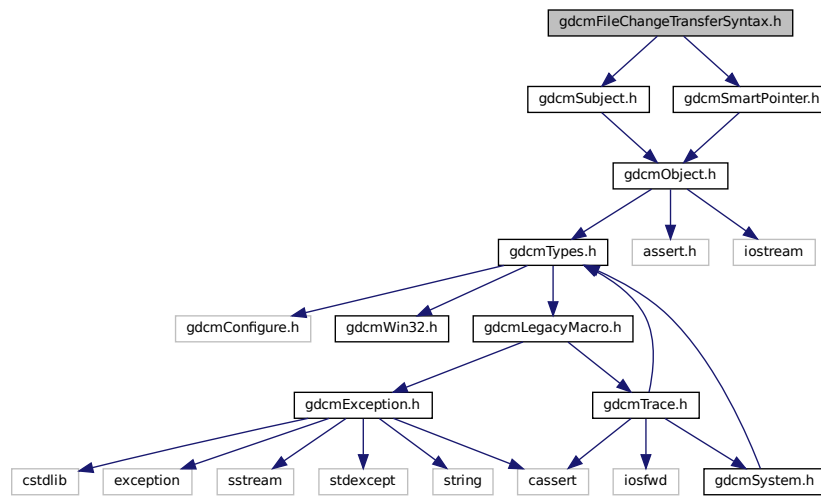 gdcmFileChangeTransferSyntax.h
gdcmSubject.h
gdcmSmartPointer.h
gdcmObject.h
gdcmTypes.h
assert.h
iostream
gdcmConfigure.h
gdcmWin32.h
gdcmLegacyMacro.h
gdcmException.h
gdcmTrace.h
cstdlib
exception
sstream
stdexcept
string
cassert
iosfwd
gdcmSystem.h